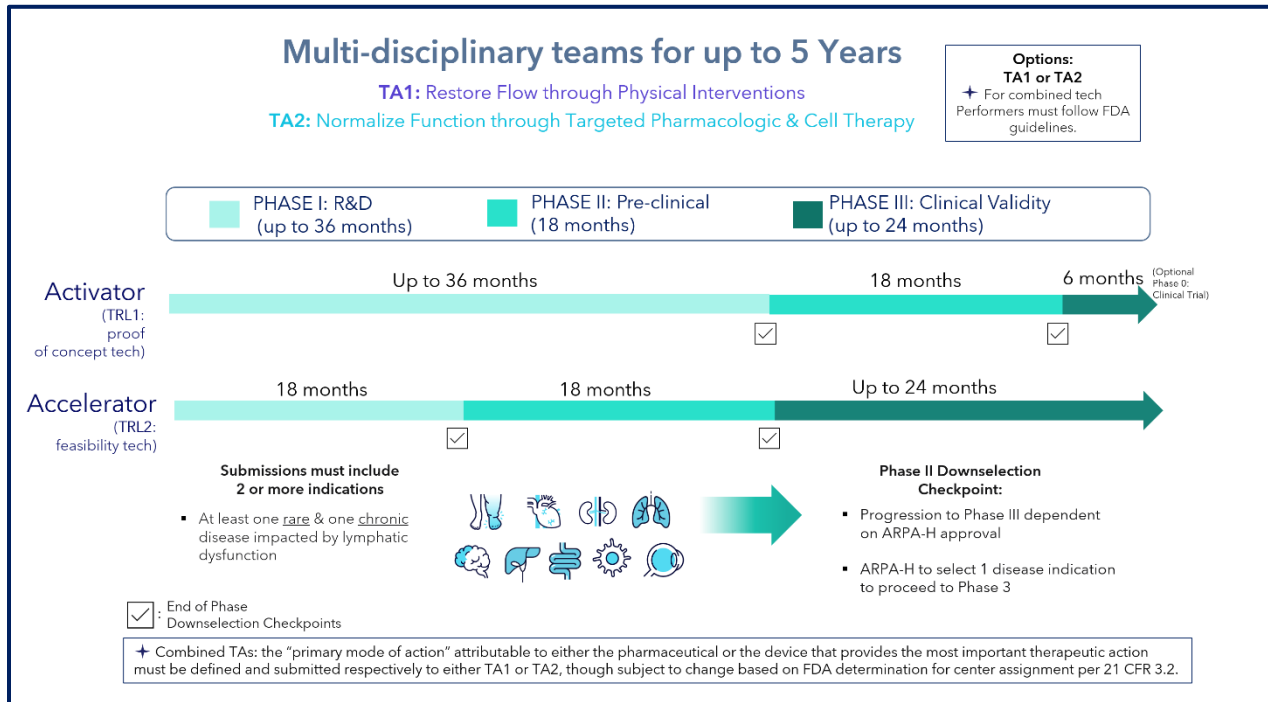 Multi-disciplinary teams for up to 5 Years
TA1: Restore Flow through Physical Interventions
TA2: Normalize Function through Targeted Pharmacologic & Cell Therapy
Options:
TA1 or TA2
For combined tech
Performers must follow FDA
guidelines.
PHASE I: R&D
(up to 36 months)
PHASE II: Pre-clinical
(18 months)
PHASE III: Clinical Validity
(up to 24 months)
Activator
(TRL1:
proof
of concept tech)
Up to 36 months
18 months
6 months
(Optional
Phase 0:
Clinical Trial)
Accelerator
(TRL2:
feasibility tech)
18 months
18 months
Up to 24 months
Submissions must include
2 or more indications
▪ At least one rare & one chronic
disease impacted by lymphatic
dysfunction
Phase II Downselection
Checkpoint:
▪ Progression to Phase III dependent
on ARPA-H approval
▪ ARPA-H to select 1 disease indication
to proceed to Phase 3
: End of Phase
Downselection Checkpoints
Combined TAs: the “primary mode of action” attributable to either the pharmaceutical or the device that provides the most important therapeutic action
must be defined and submitted respectively to either TA1 or TA2, though subject to change based on FDA determination for center assignment per 21 CFR 3.2.